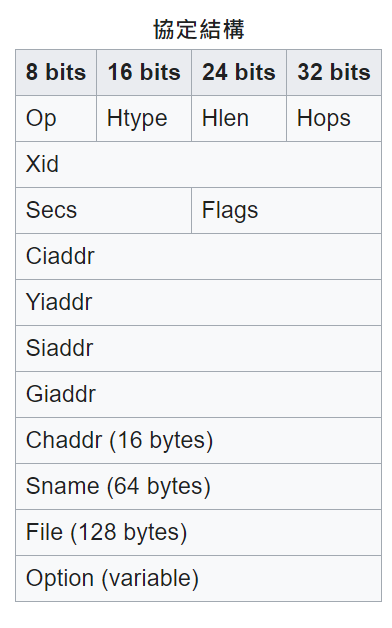 協定結構
8 bits 16 bits 24 bits 32 bits
Op Htype Hlen Hops
Xid
Secs Flags
Ciaddr
Yiaddr
Siaddr
Giaddr
Chaddr (16 bytes)
Sname (64 bytes)
File (128 bytes)
Option (variable)